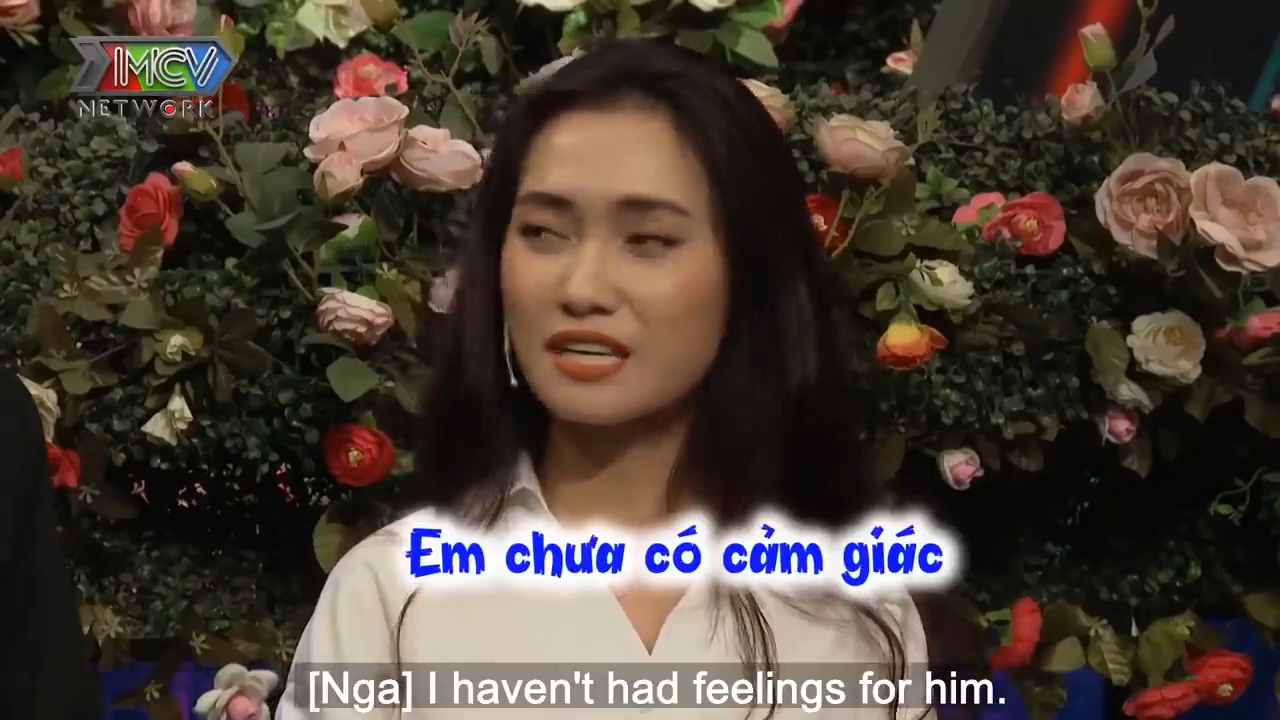 MCV
NETWORK
Em chưa có cảm giác
[Nga] I haven't had feelings for him.